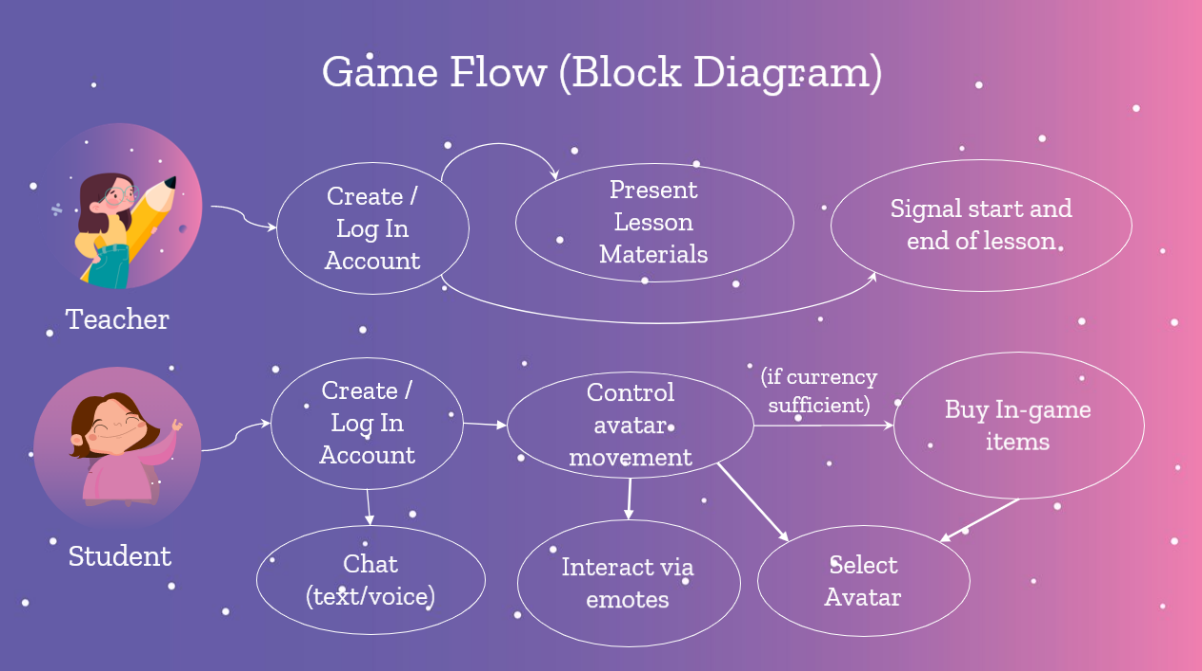 Game Flow (Block Diagram)
Create /
Log In
Account
Present
Lesson
Materials
Signal start and
end of lesson
Teacher
Create /
Log In
Account
Control
avatar
movement
(if currency
sufficient)
Buy In-game
items
Student
Chat
(text/voice)
Interact via
emotes
Select
Avatar